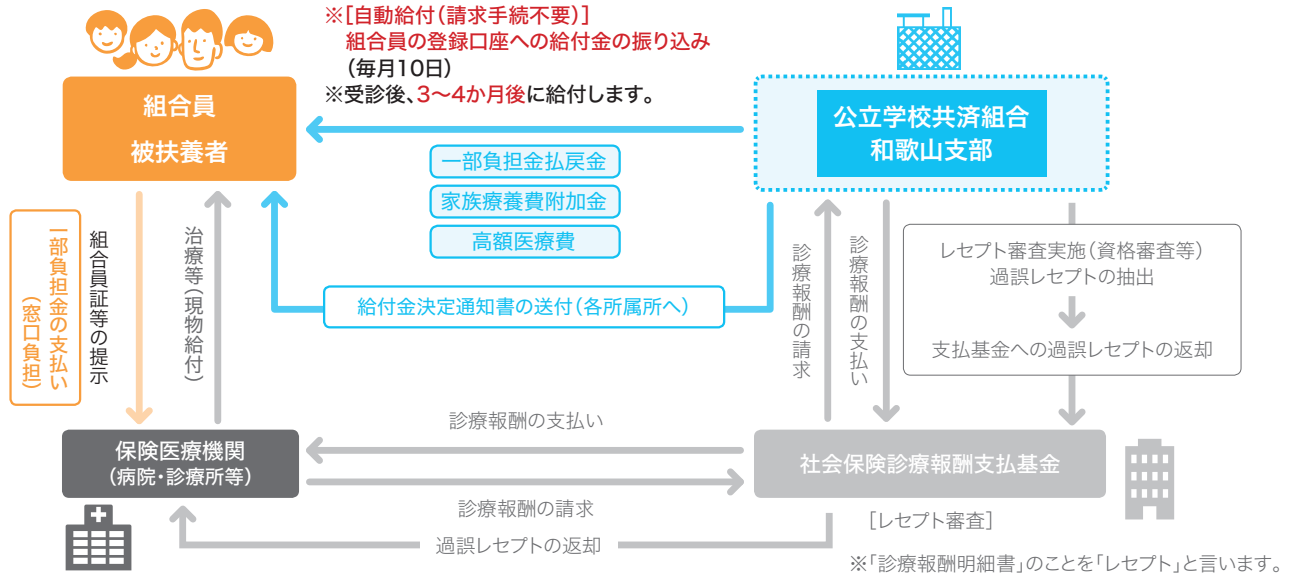 ※[自動給付(請求手続不要)]
組合員の登録口座への給付金の振り込み
(毎月10日)
※受診後、3~4か月後に給付します。
組合員
被扶養者
公立学校共済組合
和歌山支部
一部負担金払戻金
家族療養費附加金
高額医療費
給付金決定通知書の送付(各所属所へ)
一部負担金の支払い
(窓口負担)
組合員証等の提示
治療等(現物給付)
診療報酬の請求
診療報酬の支払い
レセプト審査実施(資格審査等)
過誤レセプトの抽出
支払基金への過誤レセプトの返却
保険医療機関
(病院・診療所等)
診療報酬の支払い
診療報酬の請求
過誤レセプトの返却
社会保険診療報酬支払基金
[レセプト審査]
※「診療報酬明細書」のことを「レセプト」と言います。